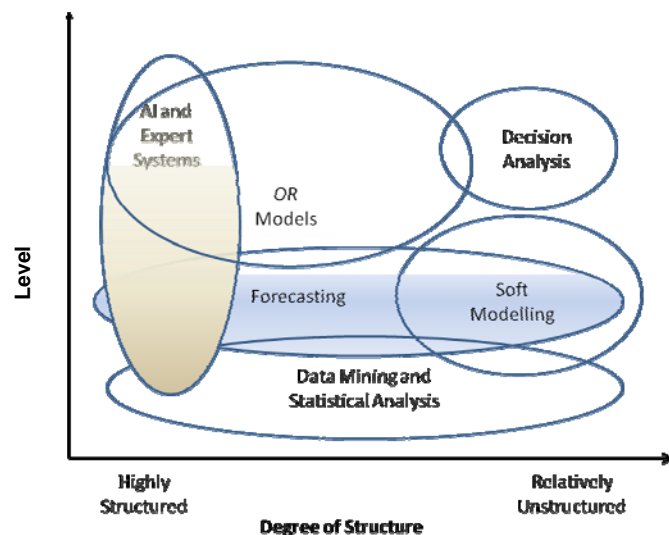 AI and
Expert
Systems
Decision
Analysis
OR
Models
Forecasting
Soft
Modelling
Data Mining and
Statistical Analysis
Level
Highly
Structured
Relatively
Unstructured
Degree of Structure